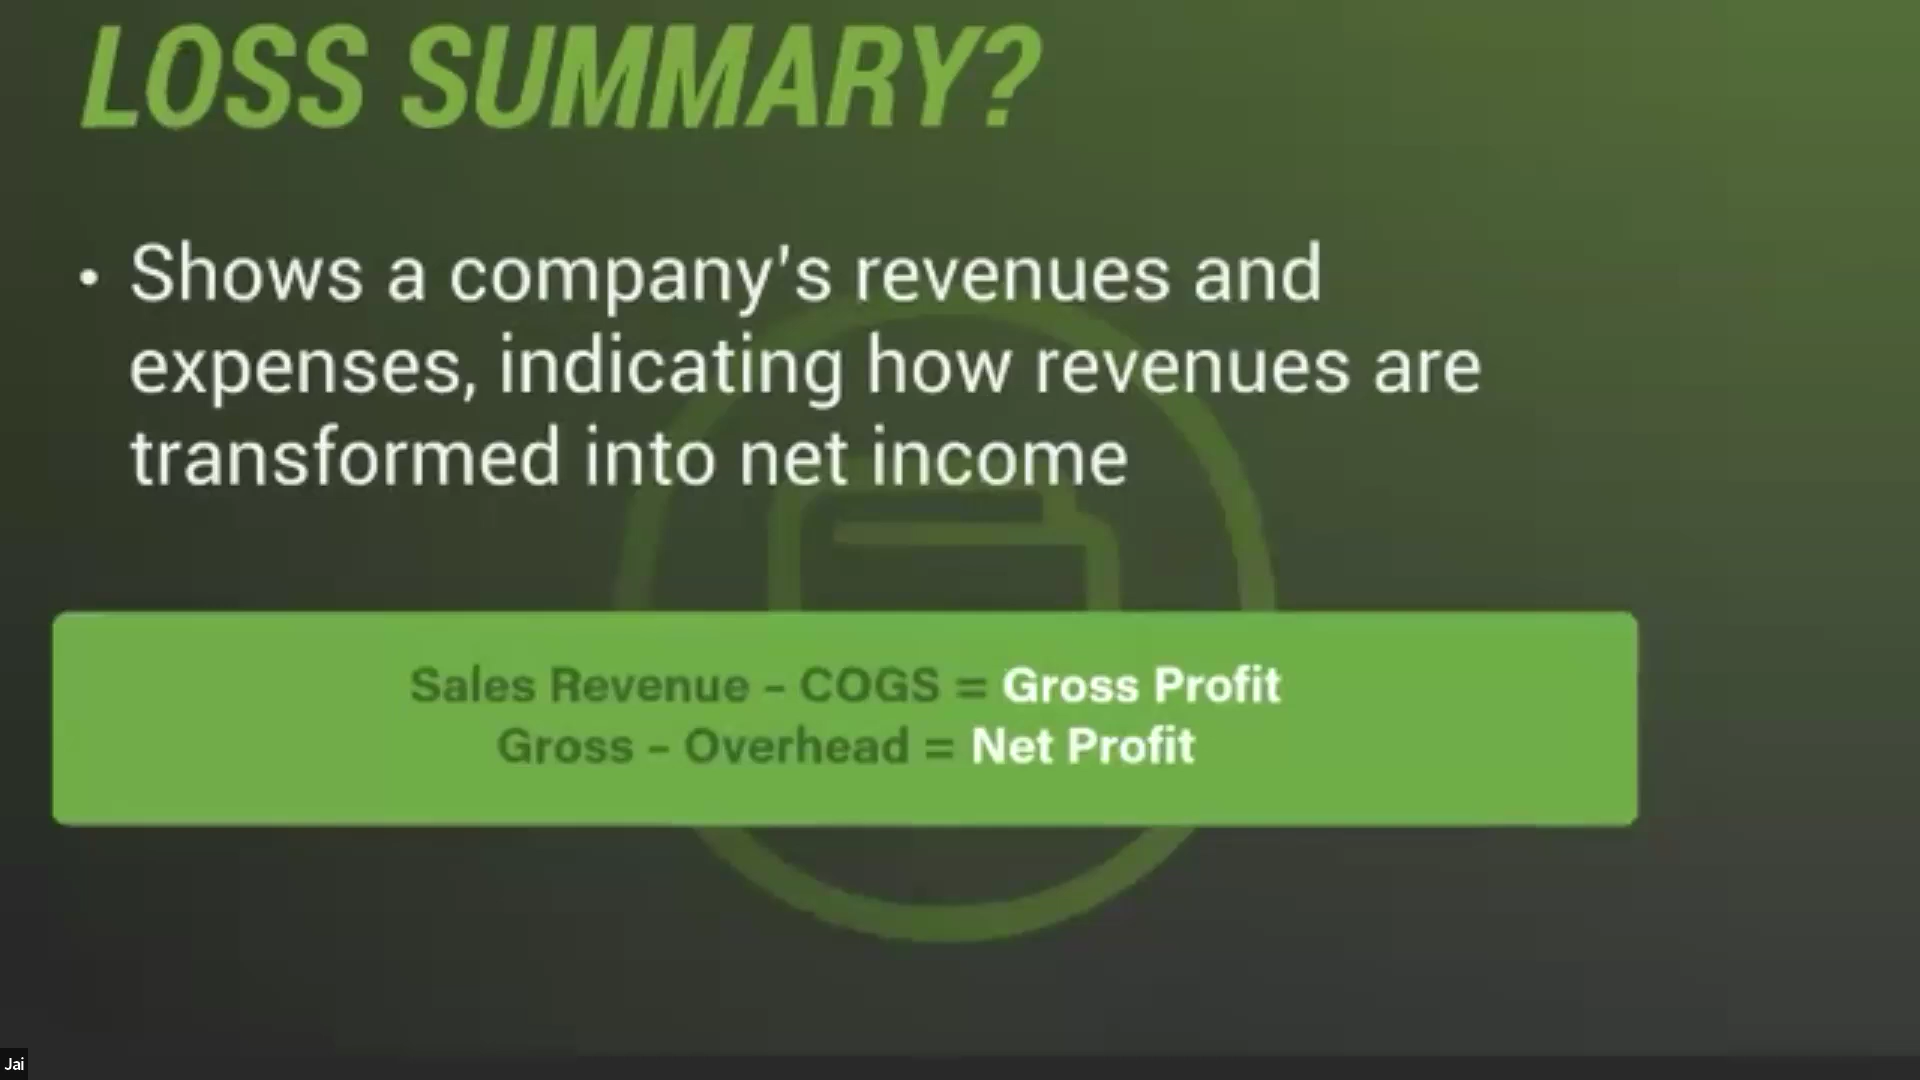 LOSS SUMMARY?
• Shows a company's revenues and
expenses, indicating how revenues are
transformed into net income
Sales Revenue – COGS = Gross Profit
Gross – Overhead = Net Profit
Jai